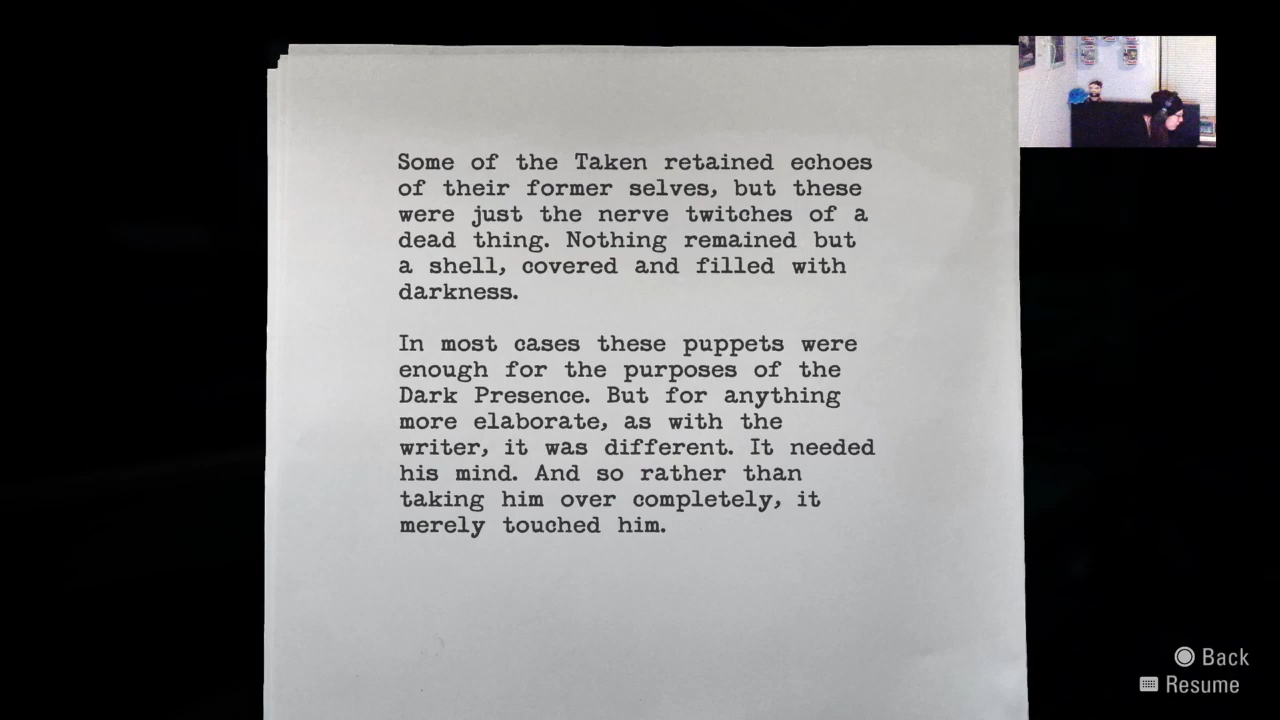 Some of the Taken retained echoes
of their former selves, but these
were just the nerve twitches of a
dead thing. Nothing remained but
a shell, covered and filled with
darkness.
In most cases these puppets were
enough for the purposes of the
Dark Presence. But for anything
more elaborate, as with the
writer, it was different. It needed
his mind. And so rather than
taking him over completely, it
merely touched him.
Back
Resume